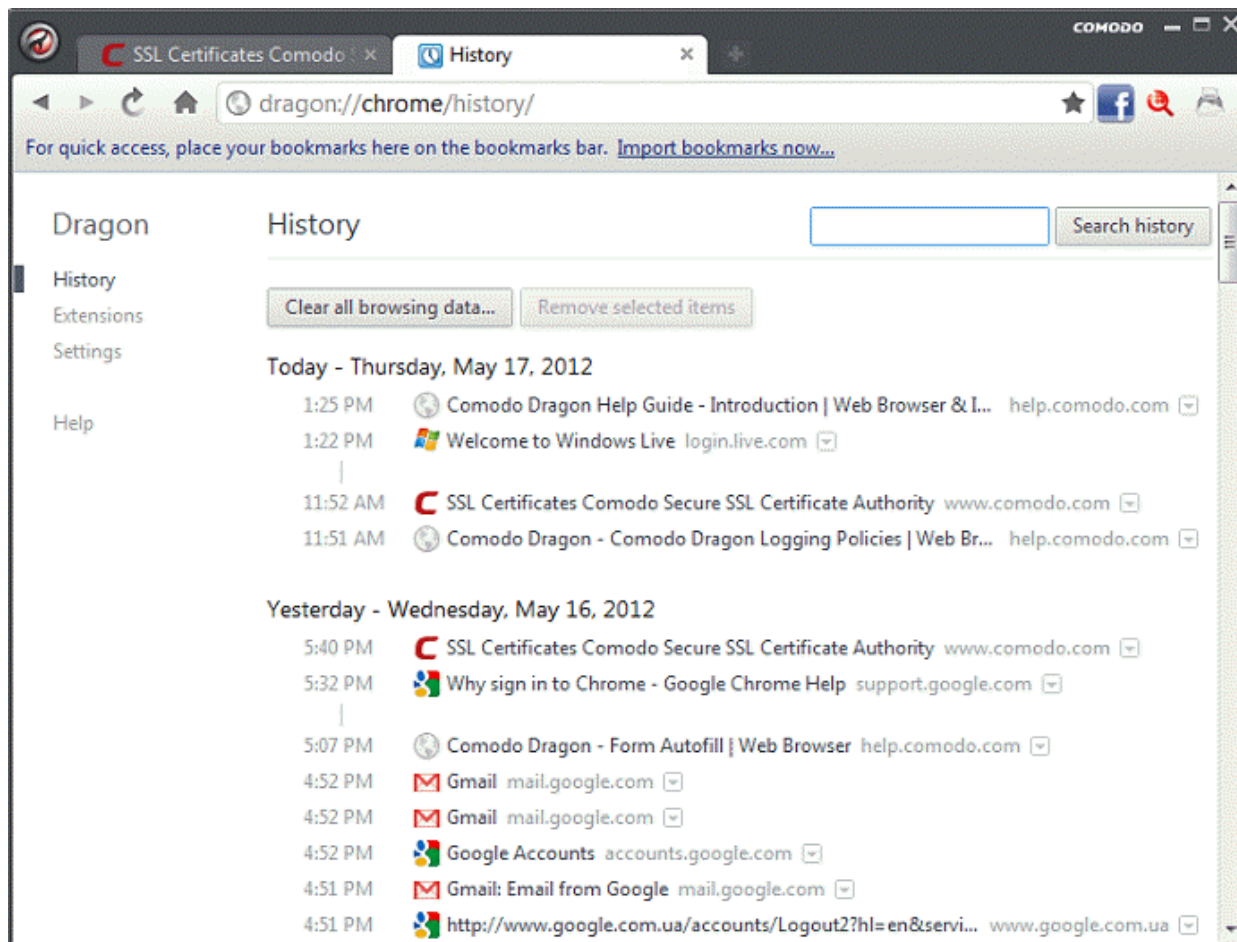 COMODO
SSL Certificates Comodo
History
dragon://chrome/history/
For quick access, place your bookmarks here on the bookmarks bar. Import bookmarks now...
Dragon
History
Extensions
Settings
Help
History
Search history
Clear all browsing data...
Remove selected items
Today - Thursday, May 17, 2012
1:25 PM Comodo Dragon Help Guide - Introduction | Web Browser & I... help.comodo.com
1:22 PM Welcome to Windows Live login.live.com
11:52 AM SSL Certificates Comodo Secure SSL Certificate Authority www.comodo.com
11:51 AM Comodo Dragon - Comodo Dragon Logging Policies | Web Br... help.comodo.com
Yesterday - Wednesday, May 16, 2012
5:40 PM SSL Certificates Comodo Secure SSL Certificate Authority www.comodo.com
5:32 PM Why sign in to Chrome - Google Chrome Help support.google.com
5:07 PM Comodo Dragon - Form Autofill | Web Browser help.comodo.com
4:52 PM Gmail mail.google.com
4:52 PM Gmail mail.google.com
4:52 PM Google Accounts accounts.google.com
4:51 PM Gmail: Email from Google mail.google.com
4:51 PM http://www.google.com.ua/accounts/Logout2?hl=en&servi... www.google.com.ua